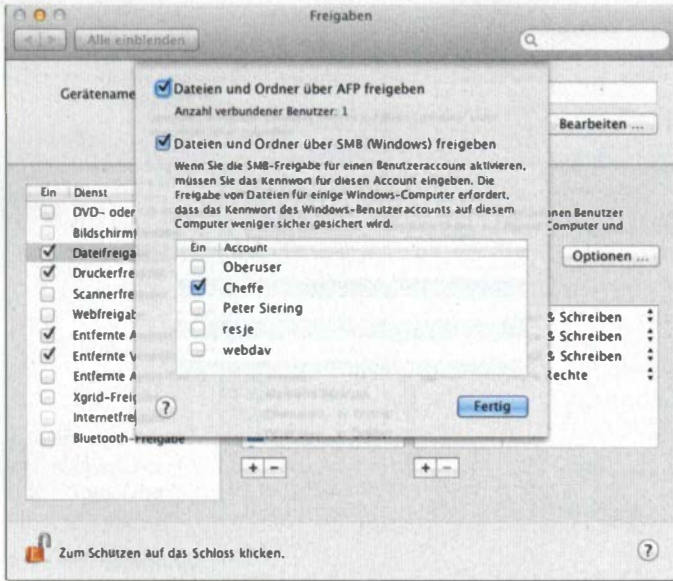 Freigaben
Alle einblenden
Gerätename
Bearbeiten ...
Dateien und Ordner über AFP freigeben
Anzahl verbundener Benutzer: 1
Dateien und Ordner über SMB (Windows) freigeben
Wenn Sie die SMB-Freigabe für einen Benutzeraccount aktivieren,
müssen Sie das Kennwort für diesen Account eingeben. Die
Freigabe von Dateien für einige Windows-Computer erfordert,
dass das Kennwort des Windows-Benutzeraccounts auf diesem
Computer weniger sicher gesichert wird.
Ein Account
Oberuser
Cheffe
Peter Siering
resje
webdav
?
Fertig
Ein Dienst
DVD- oder
Bildschirmf
Dateifreiga
Druckerfre
Scannerfre
Webfreigab
Entfernte A
Entfernte V
Entfernte A
Xgrid-Freig
Internetfre
Bluetooth-Freigabe
nen Benutzer
Computer und
Optionen ...
& Schreiben
& Schreiben
& Schreiben
Rechte
+ −
+ −
Zum Schützen auf das Schloss klicken.
?